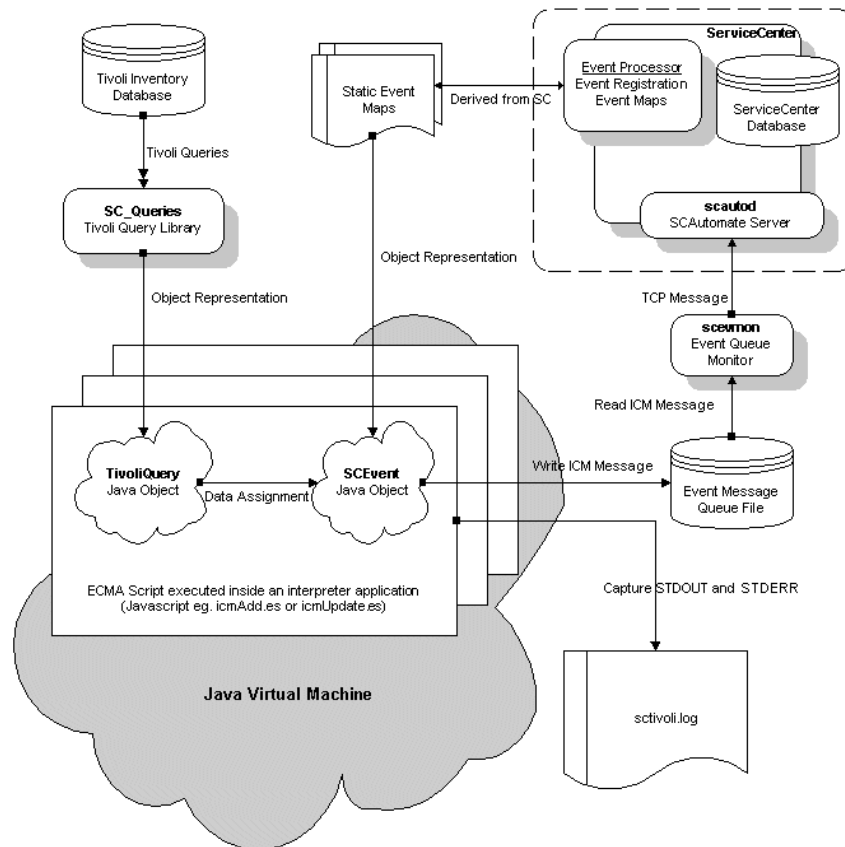 ServiceCenter
Tivoli Inventory
Database
Static Event
Maps
Derived from SC
Event Processor
Event Registration
Event Maps
ServiceCenter
Database
Tivoli Queries
SC_Queries
Tivoli Query Library
scautod
SCAutomate Server
Object Representation
Object Representation
TCP Message
scevmon
Event Queue
Monitor
Read ICM Message
TivoliQuery
Java Object
Data Assignment
SCEvent
Java Object
Write ICM Message
Event Message
Queue File
ECMA Script executed inside an interpreter application
(Javascript eg. icmAdd.es or icmUpdate.es)
Capture STDOUT and STDERR
Java Virtual Machine
sctivoli.log